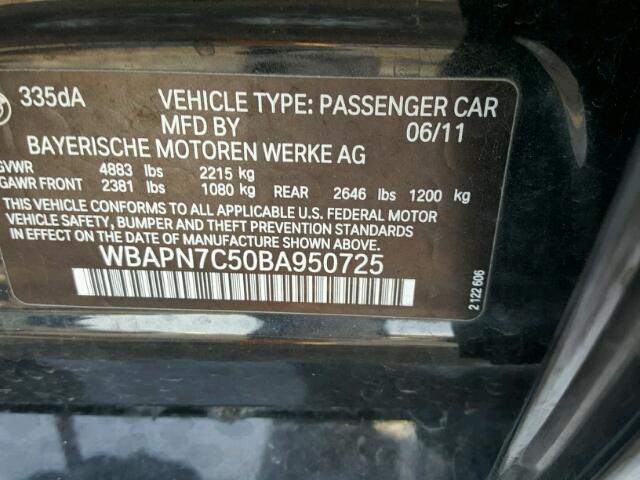 335dA VEHICLE TYPE: PASSENGER CAR
MFD BY 06/11
BAYERISCHE MOTOREN WERKE AG
GVWR 4883 lbs 2215 kg
GAWR FRONT 2381 lbs 1080 kg REAR 2646 lbs 1200 kg
THIS VEHICLE CONFORMS TO ALL APPLICABLE U.S. FEDERAL MOTOR
VEHICLE SAFETY, BUMPER AND THEFT PREVENTION STANDARDS
IN EFFECT ON THE DATE OF MANUFACTURE SHOWN ABOVE.
WBAPN7C50BA950725
2 122 606